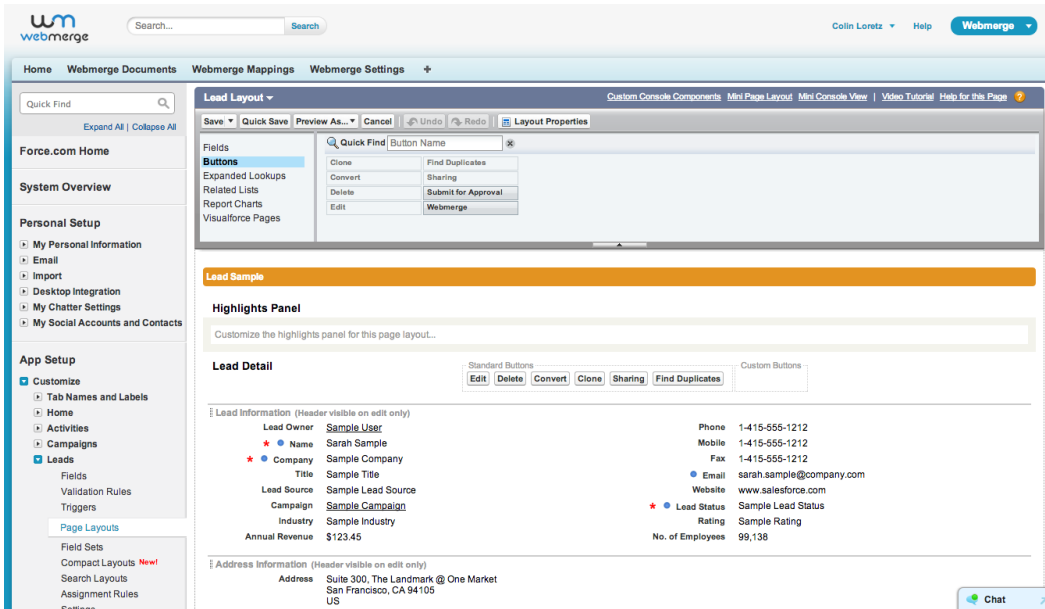 webmerge
Search...
Search
Colin Loretz
Help
Webmerge
Home Webmerge Documents Webmerge Mappings Webmerge Settings +
Quick Find
Expand All | Collapse All
Force.com Home
System Overview
Personal Setup
My Personal Information
Email
Import
Desktop Integration
My Chatter Settings
My Social Accounts and Contacts
App Setup
Customize
Tab Names and Labels
Home
Activities
Campaigns
Leads
Fields
Validation Rules
Triggers
Page Layouts
Field Sets
Compact Layouts New!
Search Layouts
Assignment Rules
Settings
Lead Layout
Custom Console Components Mini Page Layout Mini Console View | Video Tutorial Help for this Page ?
Save Quick Save Preview As... Cancel Undo Redo Layout Properties
Fields
Buttons
Expanded Lookups
Related Lists
Report Charts
Visualforce Pages
Quick Find Button Name
Clone Find Duplicates
Convert Sharing
Delete Submit for Approval
Edit Webmerge
Lead Sample
Highlights Panel
Customize the highlights panel for this page layout...
Lead Detail
Standard Buttons
Edit Delete Convert Clone Sharing Find Duplicates
Custom Buttons
Lead Information (Header visible on edit only)
Lead Owner Sample User Phone 1-415-555-1212
* Name Sarah Sample Mobile 1-415-555-1212
* Company Sample Company Fax 1-415-555-1212
Title Sample Title Email sarah.sample@company.com
Lead Source Sample Lead Source Website www.salesforce.com
Campaign Sample Campaign * Lead Status Sample Lead Status
Industry Sample Industry Rating Sample Rating
Annual Revenue $123.45 No. of Employees 99,138
Address Information (Header visible on edit only)
Address Suite 300, The Landmark @ One Market
San Francisco, CA 94105
US
Chat